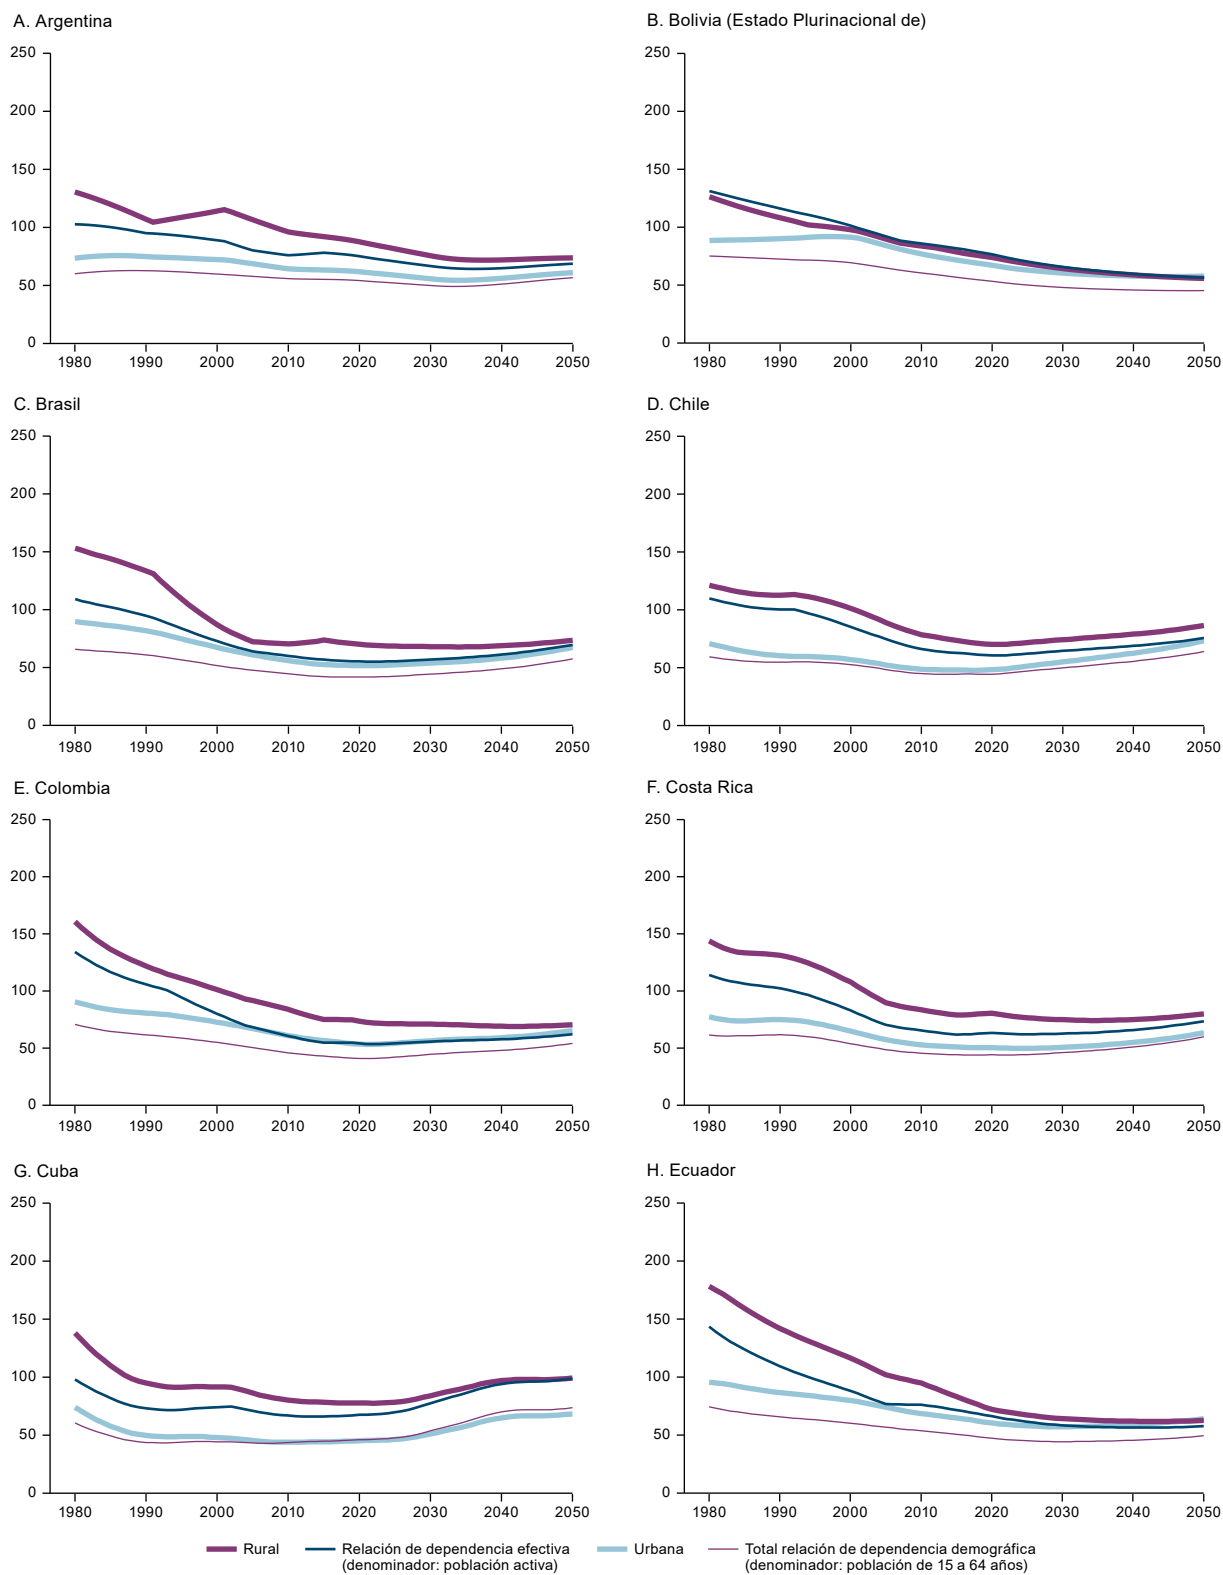 A. Argentina
250
200
150
100
50
0
1980 1990 2000 2010 2020 2030 2040 2050
B. Bolivia (Estado Plurinacional de)
250
200
150
100
50
0
1980 1990 2000 2010 2020 2030 2040 2050
C. Brasil
250
200
150
100
50
0
1980 1990 2000 2010 2020 2030 2040 2050
D. Chile
250
200
150
100
50
0
1980 1990 2000 2010 2020 2030 2040 2050
E. Colombia
250
200
150
100
50
0
1980 1990 2000 2010 2020 2030 2040 2050
F. Costa Rica
250
200
150
100
50
0
1980 1990 2000 2010 2020 2030 2040 2050
G. Cuba
250
200
150
100
50
0
1980 1990 2000 2010 2020 2030 2040 2050
H. Ecuador
250
200
150
100
50
0
1980 1990 2000 2010 2020 2030 2040 2050
Rural
Relación de dependencia efectiva
(denominador: población activa)
Urbana
Total relación de dependencia demográfica
(denominador: población de 15 a 64 años)